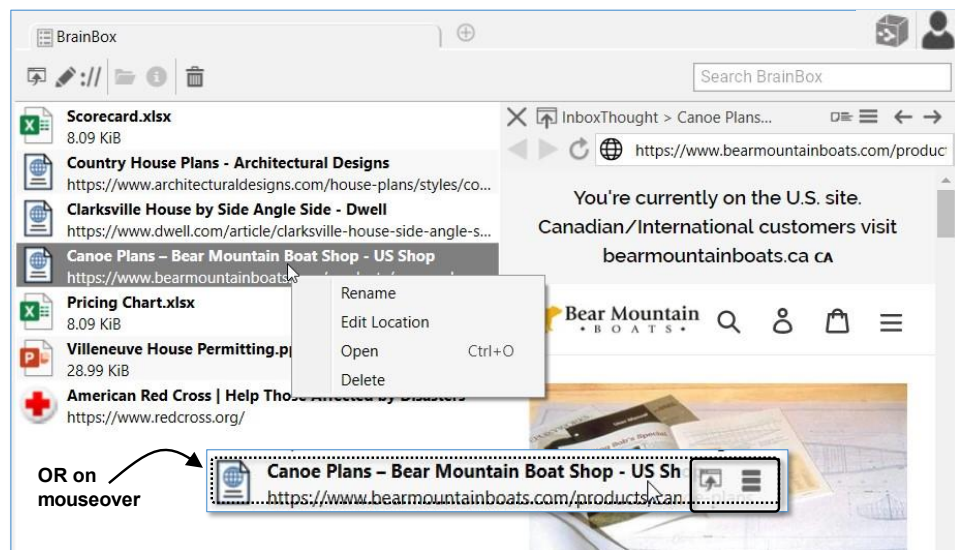 BrainBox
://
Search BrainBox
Scorecard.xlsx
8.09 KiB
Country House Plans - Architectural Designs
https://www.architecturaldesigns.com/house-plans/styles/co...
Clarksville House by Side Angle Side - Dwell
https://www.dwell.com/article/clarksville-house-side-angle-s...
Canoe Plans – Bear Mountain Boat Shop - US Shop
https://www.bearmountainboats
Pricing Chart.xlsx
8.09 KiB
Villeneuve House Permitting.p
28.99 KiB
American Red Cross | Help Those Affected by Disasters
https://www.redcross.org/
Rename
Edit Location
Open Ctrl+O
Delete
InboxThought > Canoe Plans...
https://www.bearmountainboats.com/produc
You're currently on the U.S. site.
Canadian/International customers visit
bearmountainboats.ca CA
Bear Mountain
• B O A T S •
OR on
mouseover
Canoe Plans – Bear Mountain Boat Shop - US Sh
https://www.bearmountainboats.com/products/can